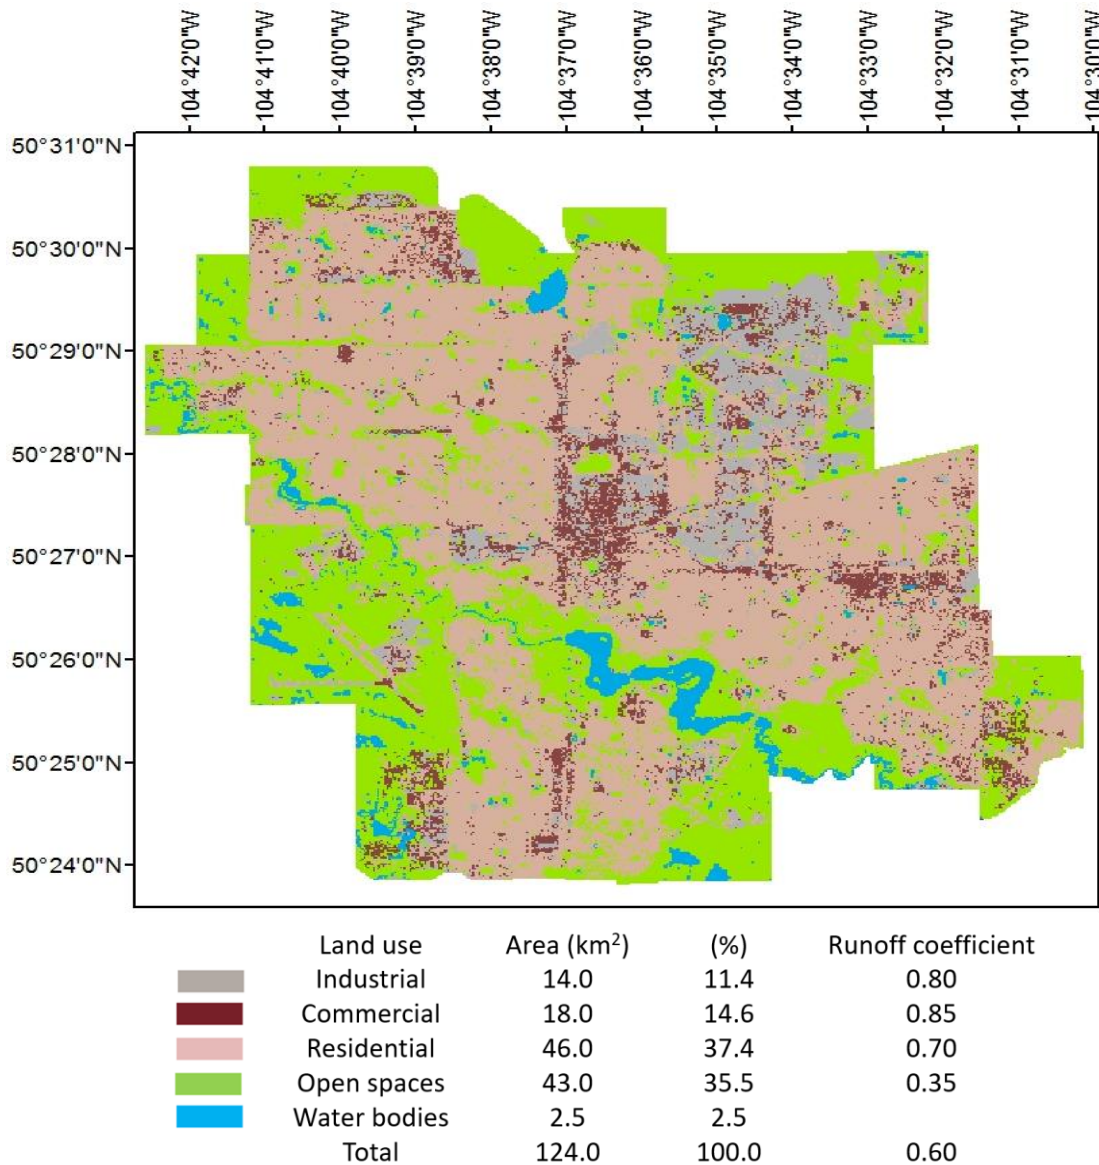 104°42'0"W
104°41'0"W
104°40'0"W
104°39'0"W
104°38'0"W
104°37'0"W
104°36'0"W
104°35'0"W
104°34'0"W
104°33'0"W
104°32'0"W
104°31'0"W
104°30'0"W
50°31'0"N
50°30'0"N
50°29'0"N
50°28'0"N
50°27'0"N
50°26'0"N
50°25'0"N
50°24'0"N
Land use Area (km²) (%) Runoff coefficient
Industrial 14.0 11.4 0.80
Commercial 18.0 14.6 0.85
Residential 46.0 37.4 0.70
Open spaces 43.0 35.5 0.35
Water bodies 2.5 2.5
Total 124.0 100.0 0.60